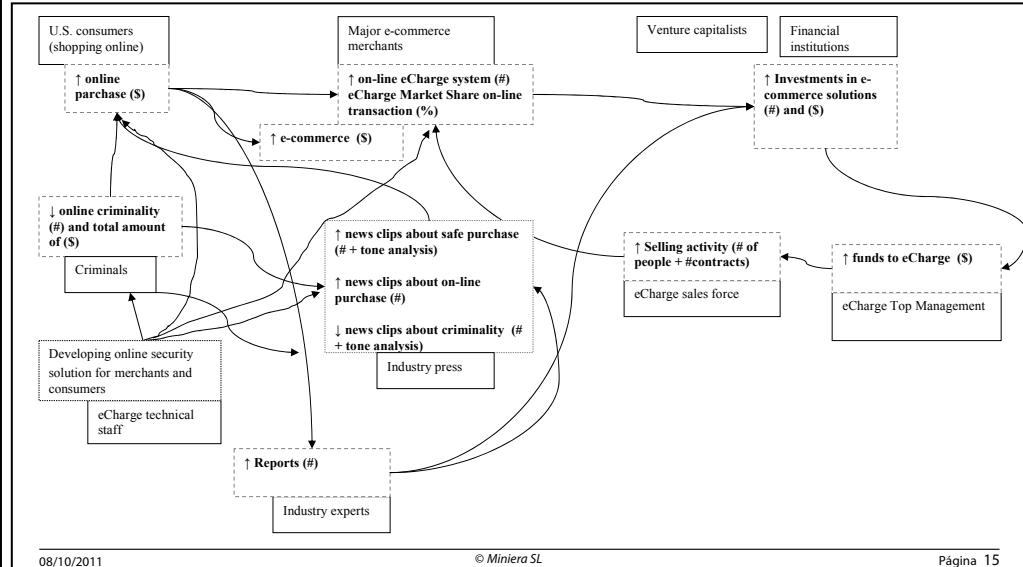 U.S. consumers
(shopping online)
↑ online
parchase ($)
Major e-commerce
merchants
↑ on-line eCharge system (#)
eCharge Market Share on-line
transaction (%)
↑ e-commerce ($)
Venture capitalists
Financial
institutions
↑ Investments in e-
commerce solutions
(#) and ($)
↓ online criminality
(#) and total amount
of ($)
Criminals
↑ news clips about safe purchase
(# + tone analysis)
↑ news clips about on-line
purchase (#)
↓ news clips about criminality (#
+ tone analysis)
Industry press
↑ Selling activity (# of
people + #contracts)
eCharge sales force
↑ funds to eCharge ($)
eCharge Top Management
Developing online security
solution for merchants and
consumers
eCharge technical
staff
↑ Reports (#)
Industry experts
08/10/2011
© Miniera SL
Página 15